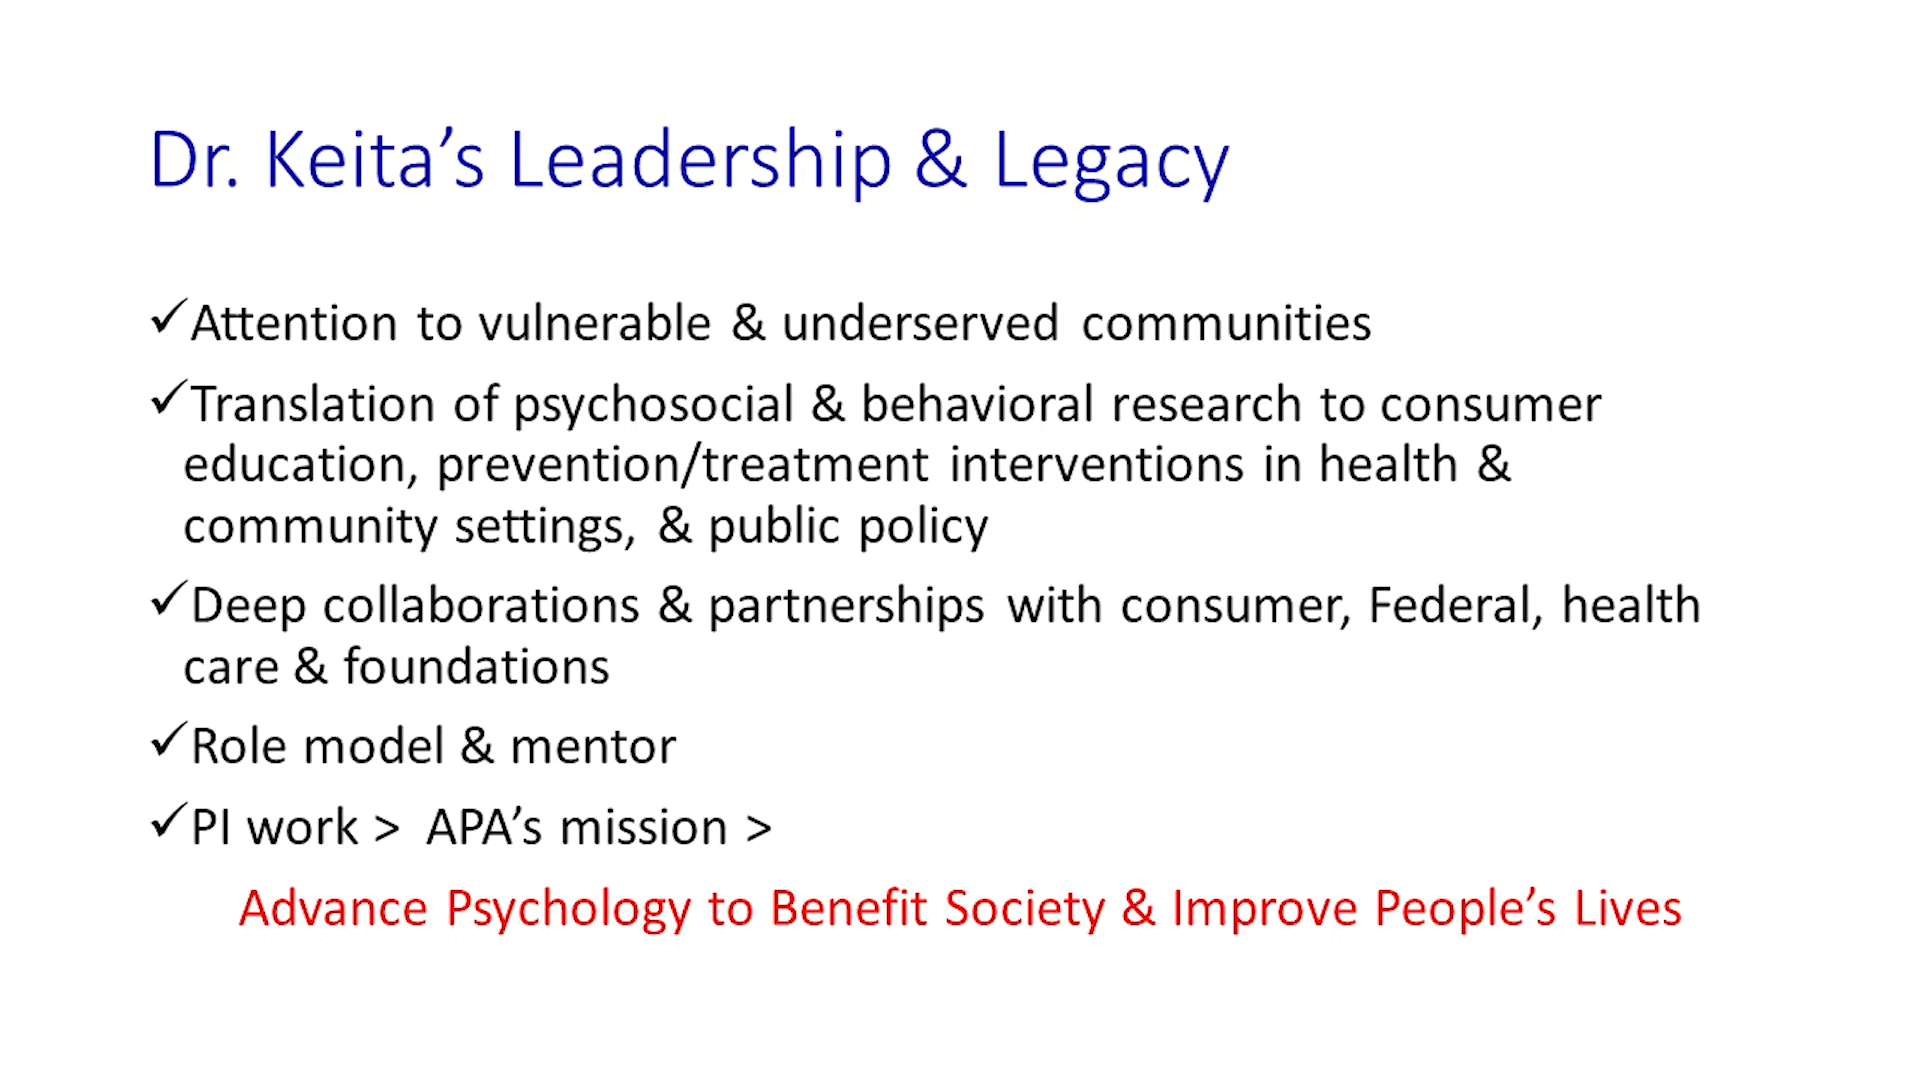 Dr. Keita’s Leadership & Legacy
✓Attention to vulnerable & underserved communities
✓Translation of psychosocial & behavioral research to consumer
education, prevention/treatment interventions in health &
community settings, & public policy
✓Deep collaborations & partnerships with consumer, Federal, health
care & foundations
✓Role model & mentor
✓PI work > APA’s mission >
Advance Psychology to Benefit Society & Improve People’s Lives